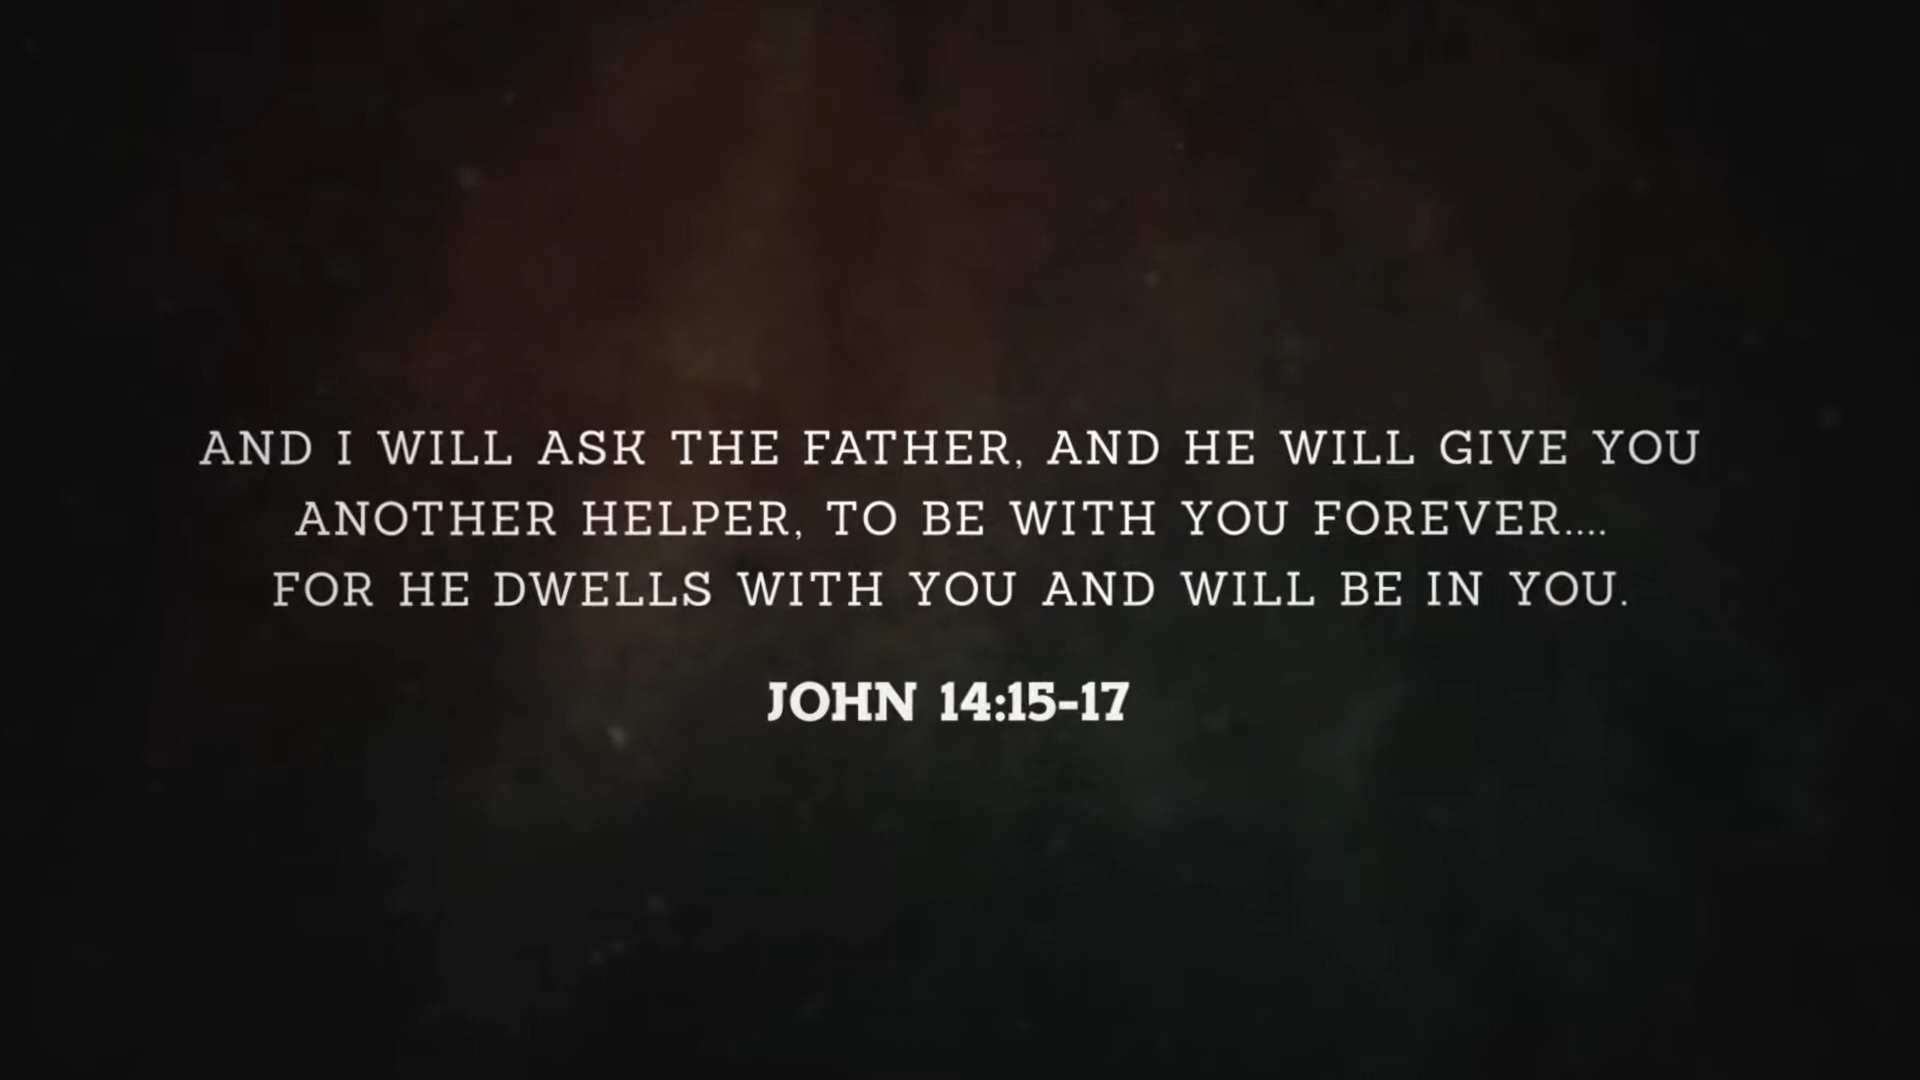 AND I WILL ASK THE FATHER, AND HE WILL GIVE YOU
ANOTHER HELPER, TO BE WITH YOU FOREVER....
FOR HE DWELLS WITH YOU AND WILL BE IN YOU.
JOHN 14:15-17